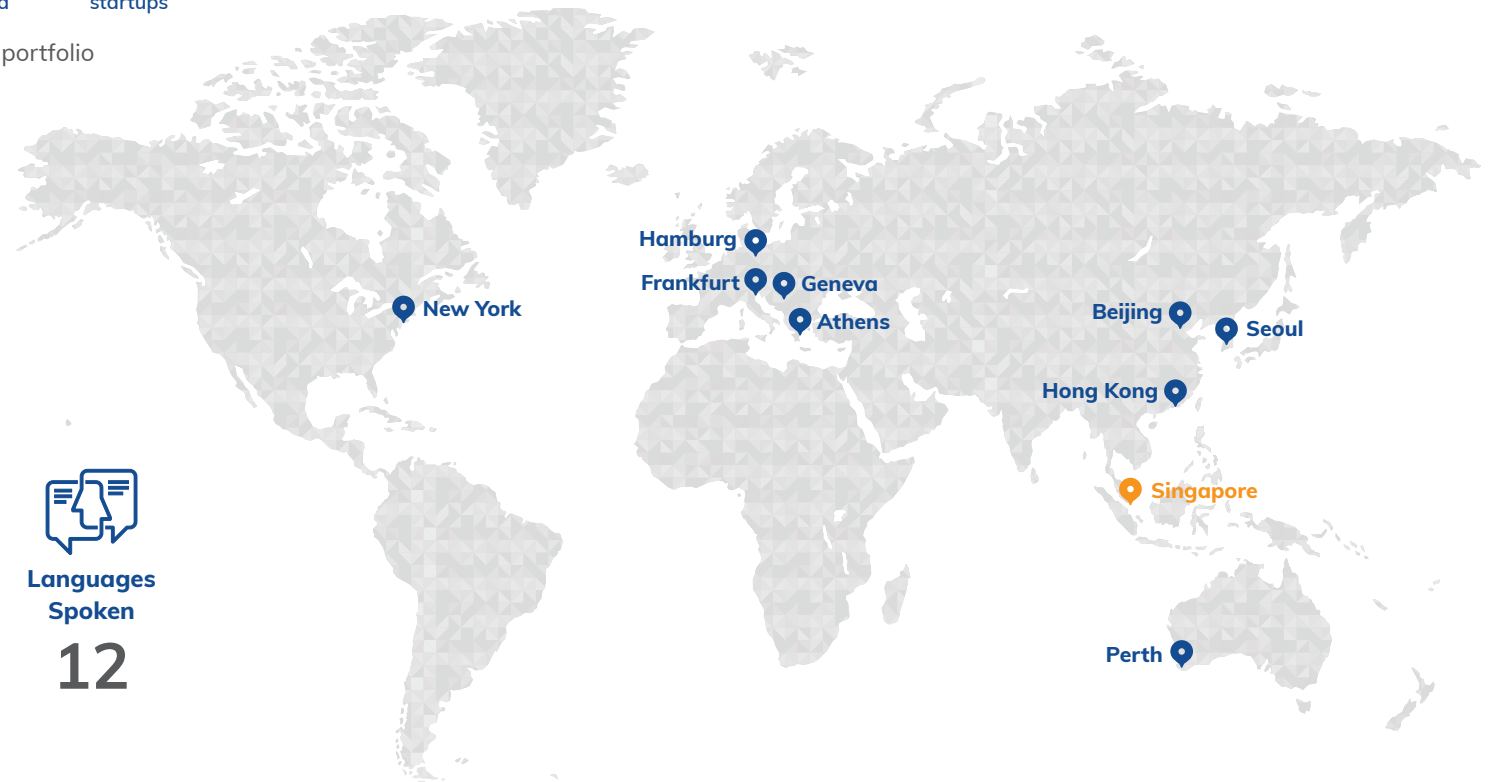 startups
portfolio
Hamburg
Frankfurt
Geneva
New York
Athens
Beijing
Seoul
Hong Kong
Singapore
Languages
Spoken
12
Perth